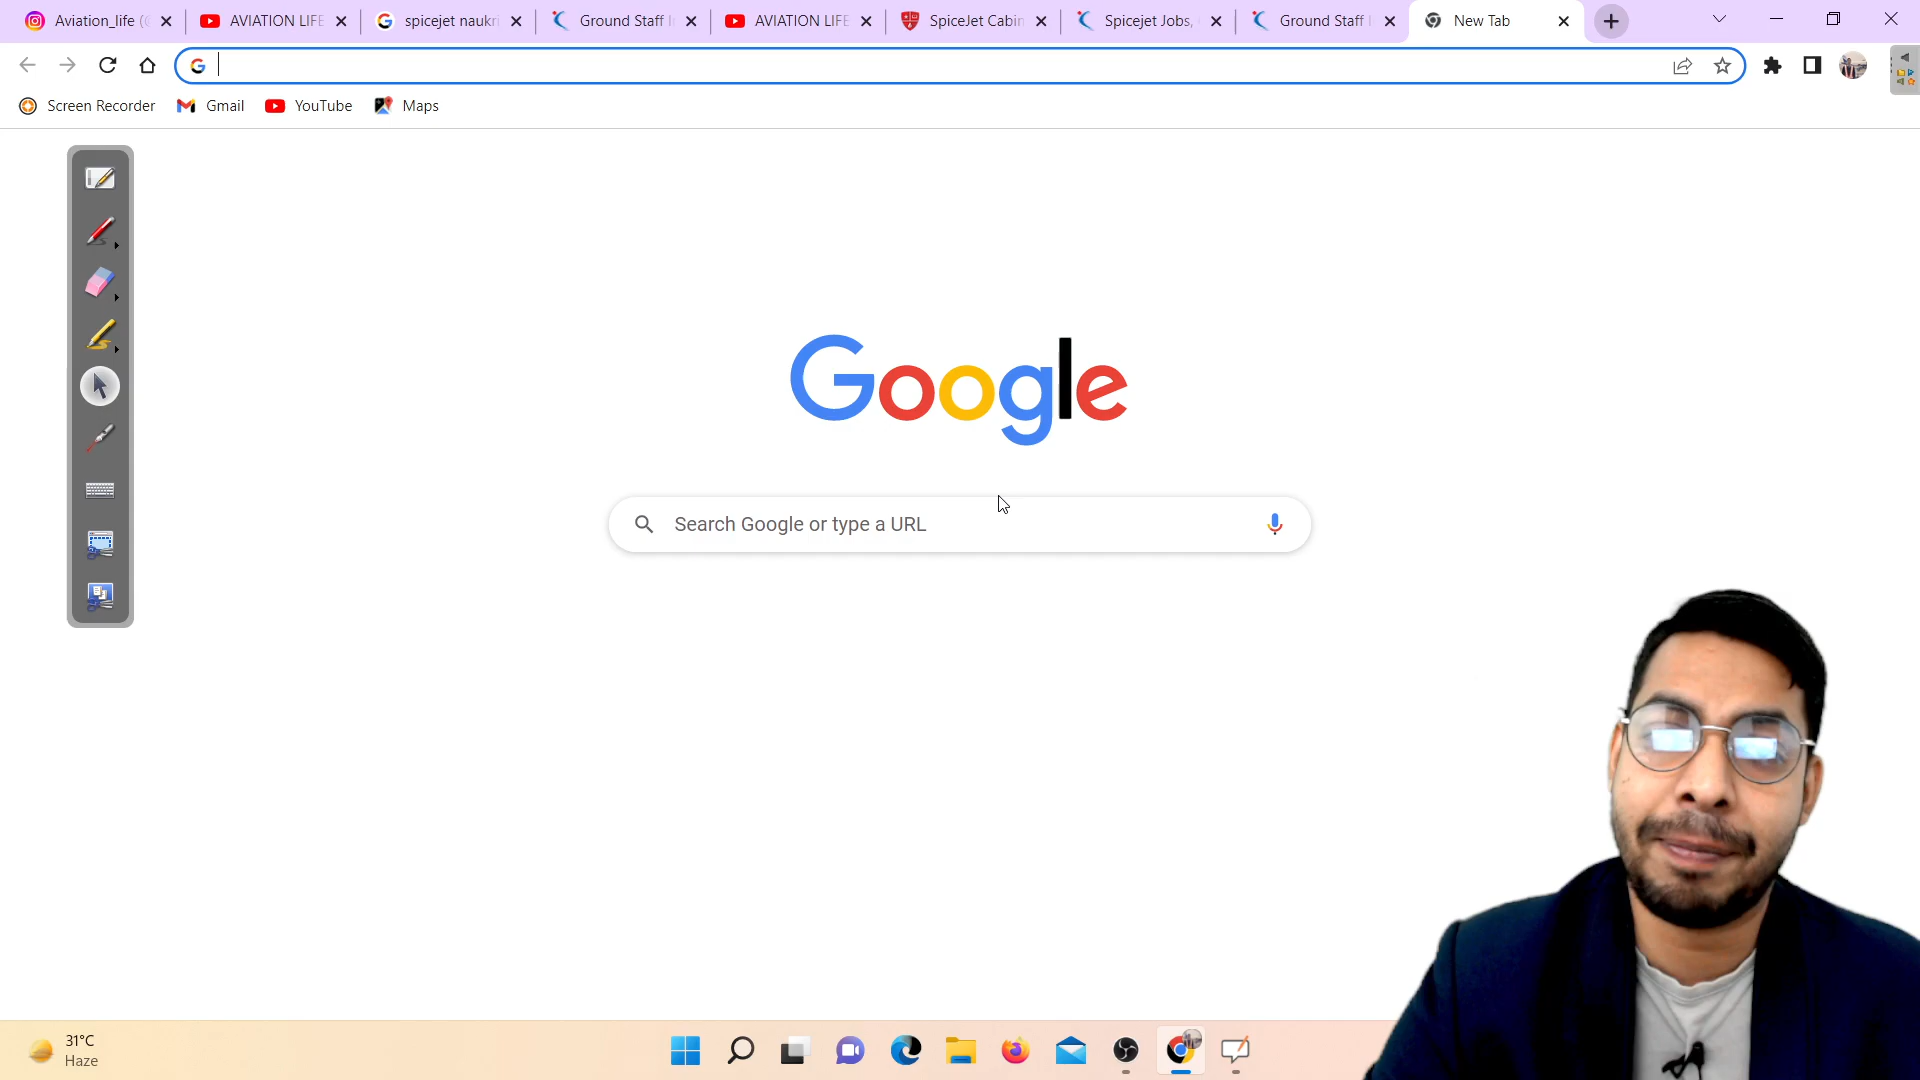 Aviation_life (
AVIATION LIFE
spicejet naukri
Ground Staff I
AVIATION LIFE
SpiceJet Cabin
Spicejet Jobs,
Ground Staff I
New Tab
Screen Recorder
Gmail
YouTube
Maps
Google
Search Google or type a URL
31°C
Haze